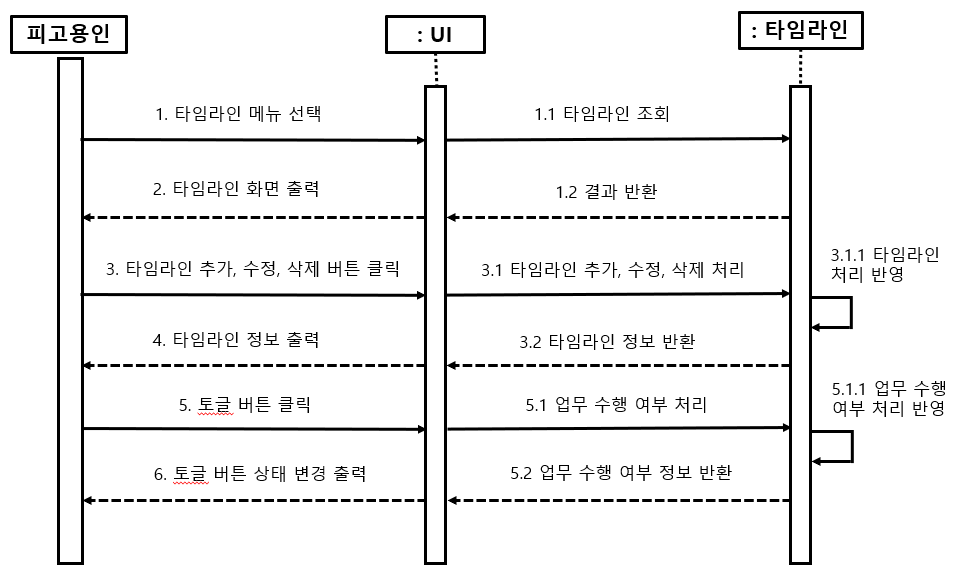 피고용인
: UI
: 타임라인
1. 타임라인 메뉴 선택
1.1 타임라인 조회
2. 타임라인 화면 출력
1.2 결과 반환
3. 타임라인 추가, 수정, 삭제 버튼 클릭
3.1 타임라인 추가, 수정, 삭제 처리
3.1.1 타임라인
처리 반영
4. 타임라인 정보 출력
3.2 타임라인 정보 반환
5. 토글 버튼 클릭
5.1 업무 수행 여부 처리
5.1.1 업무 수행
여부 처리 반영
6. 토글 버튼 상태 변경 출력
5.2 업무 수행 여부 정보 반환